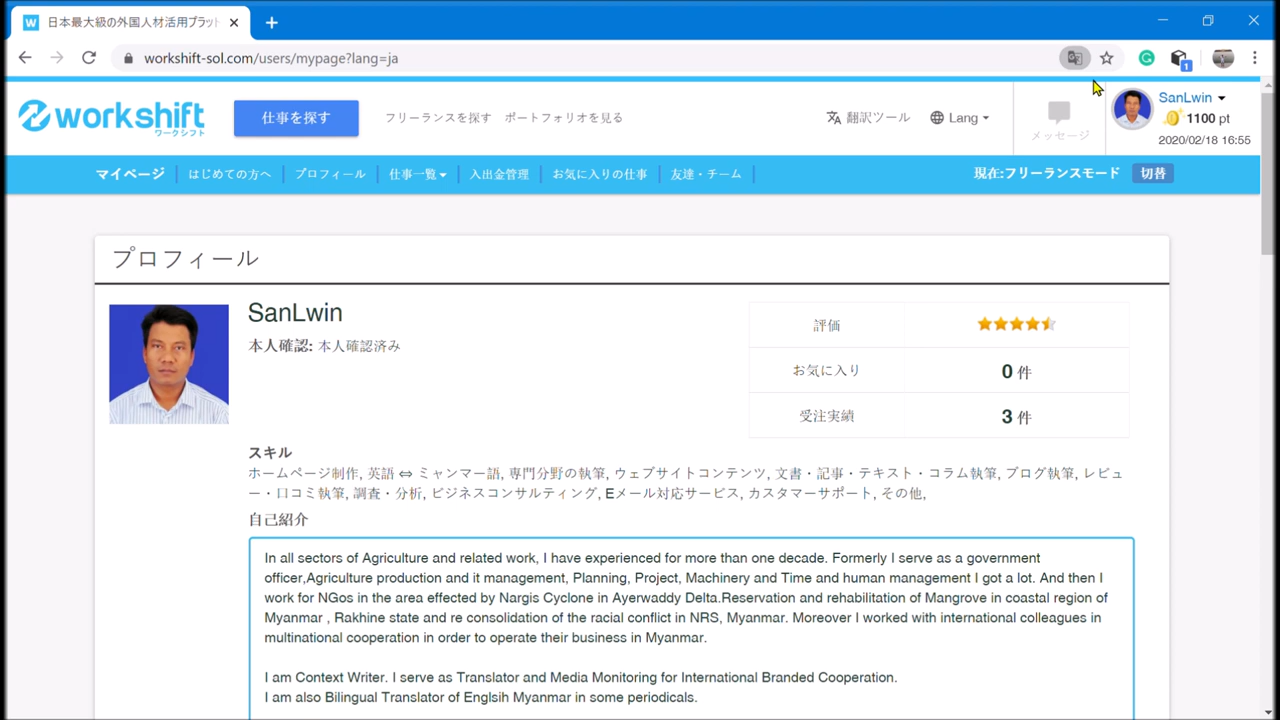 日本最大級の外国人材活用プラット
workshift-sol.com/users/mypage?lang=ja
1
workshift
ワークシフト
仕事を探す
フリーランスを探す ポートフォリオを見る
翻訳ツール
Lang
メッセージ
SanLwin
1100 pt
2020/02/18 16:55
マイページ はじめての方へ プロフィール 仕事一覧 入出金管理 お気に入りの仕事 友達・チーム
現在:フリーランスモード 切替
プロフィール
SanLwin
本人確認: 本人確認済み
評価
お気に入り 0 件
受注実績 3 件
スキル
ホームページ制作, 英語 ⇔ ミャンマー語, 専門分野の執筆, ウェブサイトコンテンツ, 文書・記事・テキスト・コラム執筆, ブログ執筆, レビュ
ー・口コミ執筆, 調査・分析, ビジネスコンサルティング, Eメール対応サービス, カスタマーサポート, その他,
自己紹介
In all sectors of Agriculture and related work, I have experienced for more than one decade. Formerly I serve as a government
officer,Agriculture production and it management, Planning, Project, Machinery and Time and human management I got a lot. And then I
work for NGos in the area effected by Nargis Cyclone in Ayerwaddy Delta.Reservation and rehabilitation of Mangrove in coastal region of
Myanmar , Rakhine state and re consolidation of the racial conflict in NRS, Myanmar. Moreover I worked with international colleagues in
multinational cooperation in order to operate their business in Myanmar.
I am Context Writer. I serve as Translator and Media Monitoring for International Branded Cooperation.
I am also Bilingual Translator of Englsih Myanmar in some periodicals.